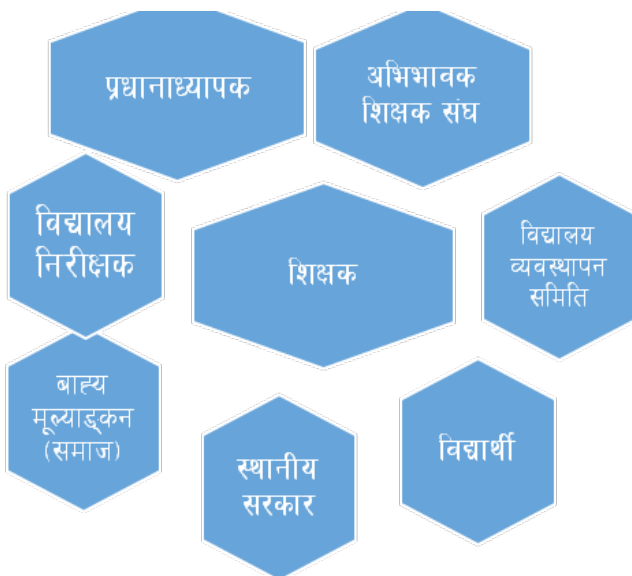 प्रधानाध्यापक
अभिभावक
शिक्षक संघ
विद्यालय
निरीक्षक
शिक्षक
विद्यालय
व्यवस्थापन
समिति
बाह्य
मूल्याङ्कन
(समाज)
स्थानीय
सरकार
विद्यार्थी